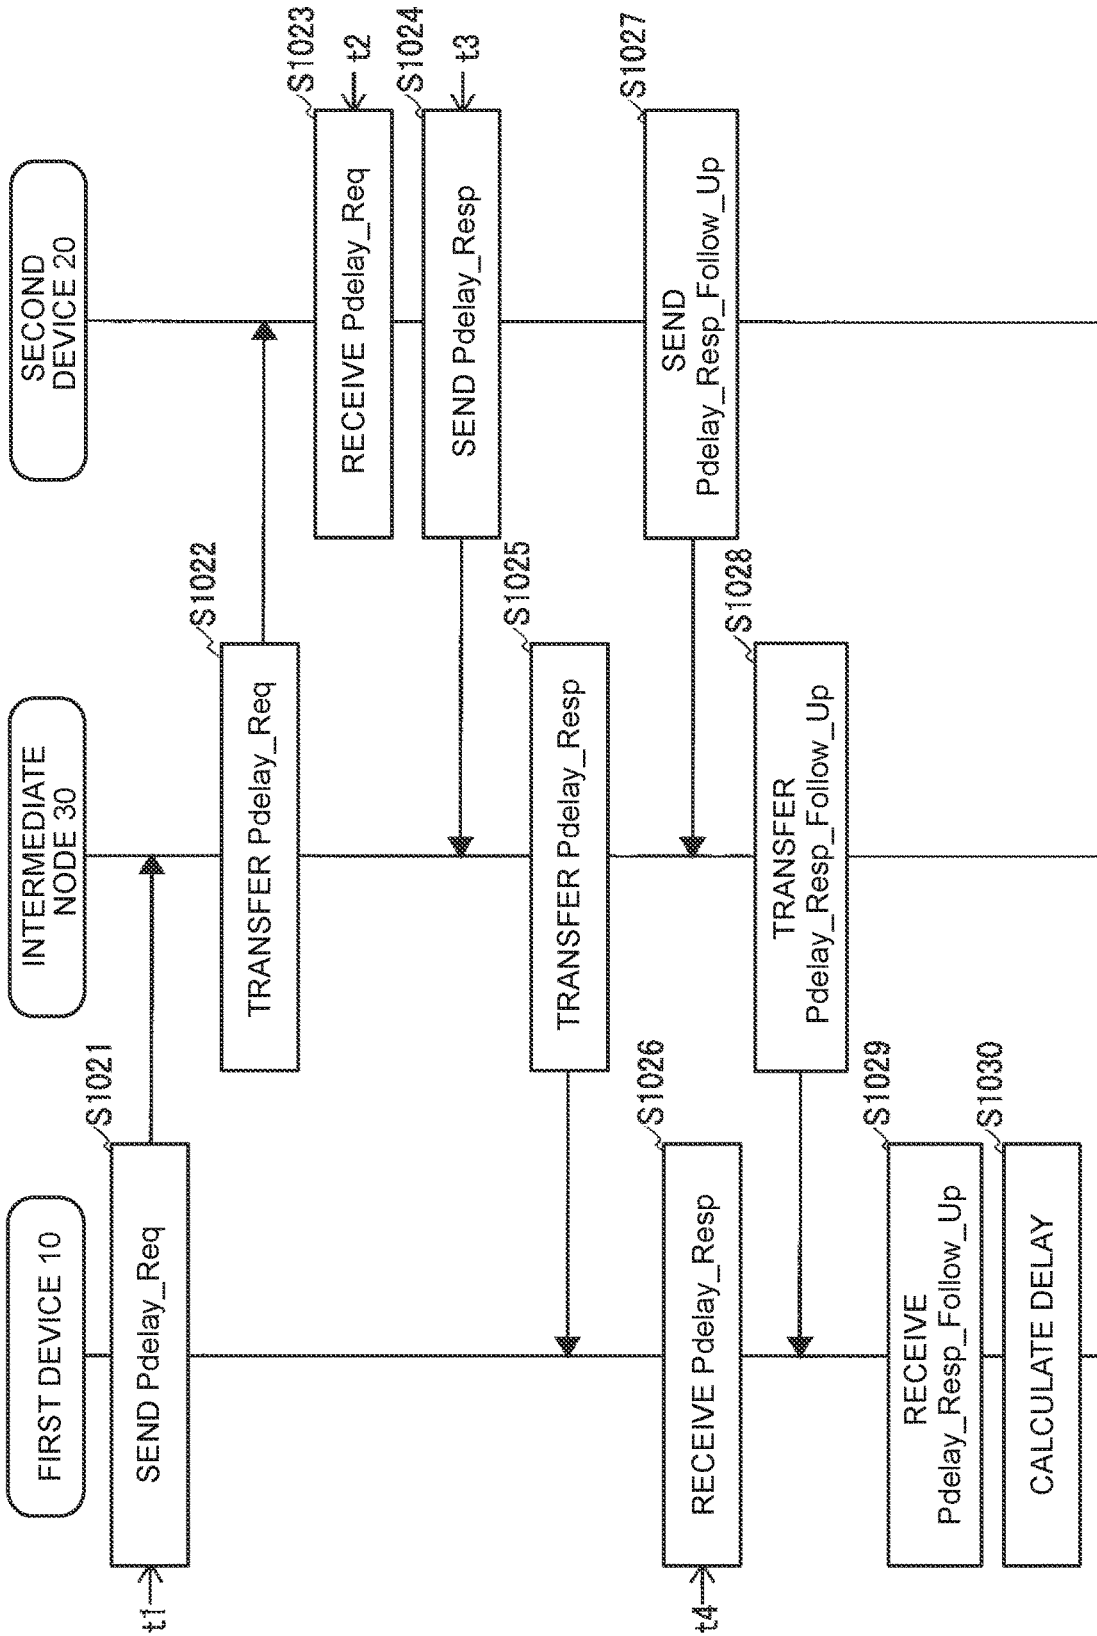 FIRST DEVICE 10
INTERMEDIATE
NODE 30
SECOND
DEVICE 20
S1021
t1
SEND Pdelay_Req
S1022
TRANSFER Pdelay_Req
S1023
RECEIVE Pdelay_Req
t2
S1024
SEND Pdelay_Resp
t3
S1025
TRANSFER Pdelay_Resp
S1026
t4
RECEIVE Pdelay_Resp
S1027
SEND
Pdelay_Resp_Follow_Up
S1028
TRANSFER
Pdelay_Resp_Follow_Up
S1029
RECEIVE
Pdelay_Resp_Follow_Up
S1030
CALCULATE DELAY